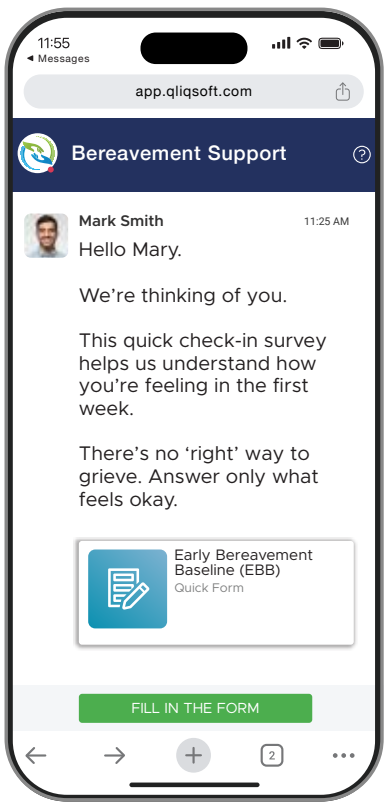 11:55
◄ Messages
app.qliqsoft.com
Bereavement Support
?
Mark Smith
11:25 AM
Hello Mary.
We’re thinking of you.
This quick check-in survey
helps us understand how
you’re feeling in the first
week.
There’s no ‘right’ way to
grieve. Answer only what
feels okay.
Early Bereavement
Baseline (EBB)
Quick Form
FILL IN THE FORM
2